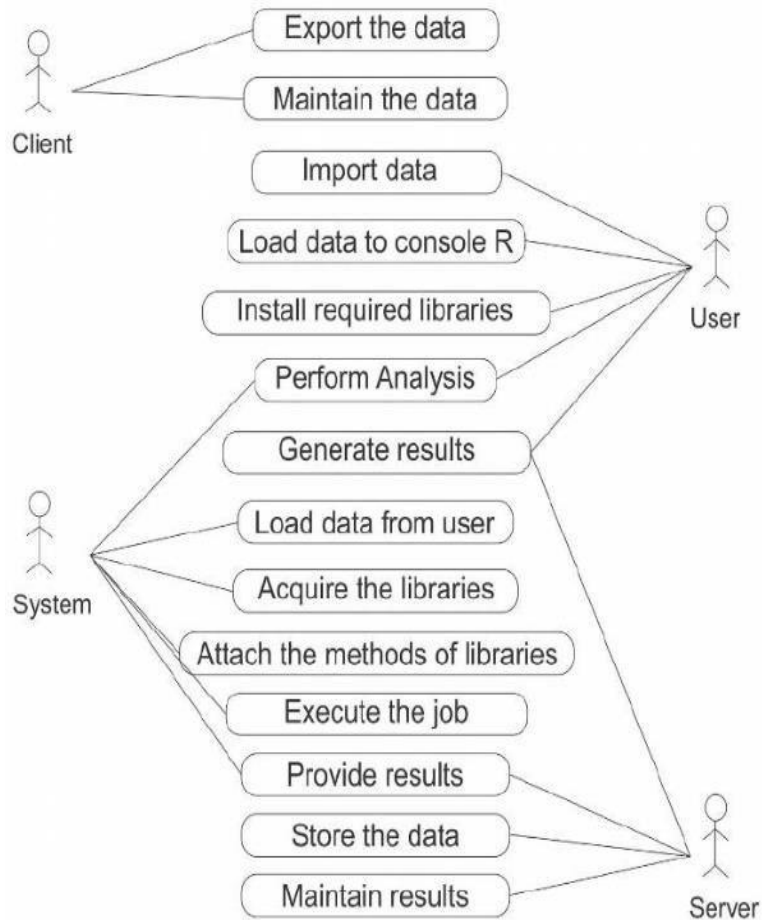 Export the data
Maintain the data
Client
Import data
Load data to console R
Install required libraries
User
Perform Analysis
Generate results
Load data from user
Acquire the libraries
System
Attach the methods of libraries
Execute the job
Provide results
Store the data
Maintain results
Server